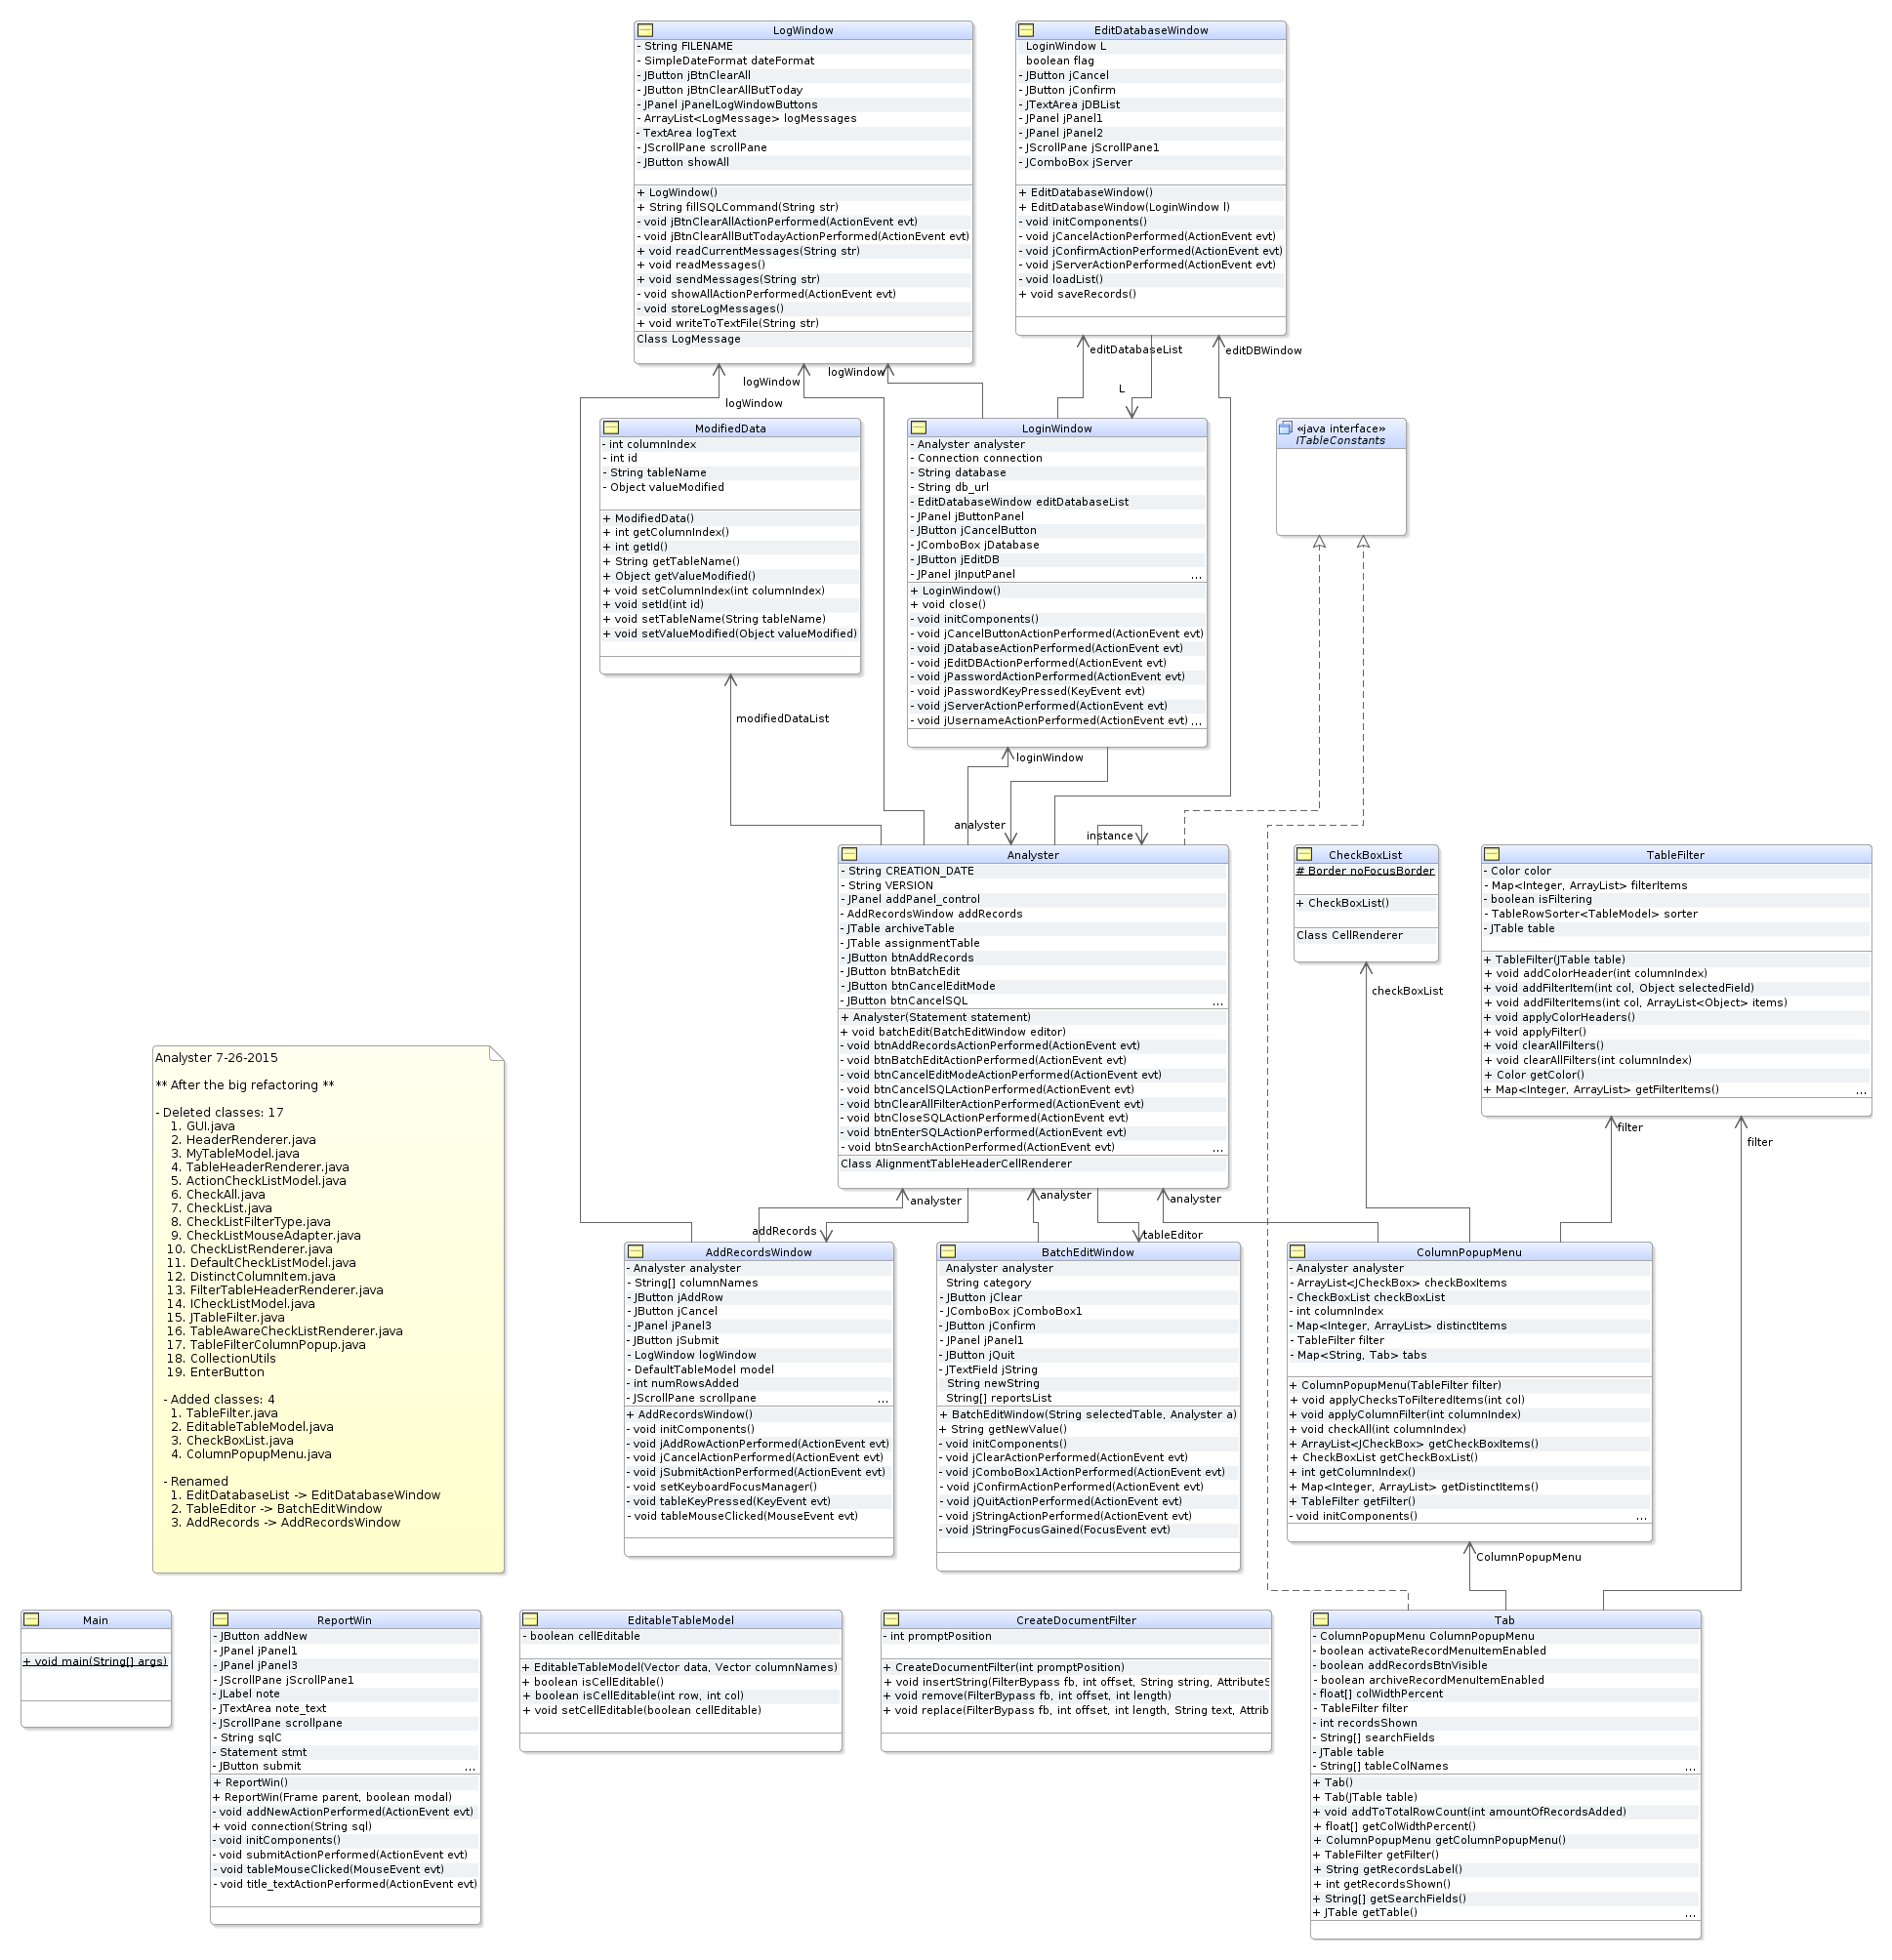 LogWindow
- String FILENAME
- SimpleDateFormat dateFormat
- JButton jBtnClearAll
- JButton jBtnClearAllButToday
- JPanel jPanelLogWindowButtons
- ArrayList<LogMessage> logMessages
- TextArea logText
- JScrollPane scrollPane
- JButton showAll
+ LogWindow()
+ String fillSQLCommand(String str)
- void jBtnClearAllActionPerformed(ActionEvent evt)
- void jBtnClearAllButTodayActionPerformed(ActionEvent evt)
+ void readCurrentMessages(String str)
+ void readMessages()
+ void sendMessages(String str)
- void showAllActionPerformed(ActionEvent evt)
- void storeLogMessages()
+ void writeToTextFile(String str)
Class LogMessage
EditDatabaseWindow
LoginWindow L
boolean flag
- JButton jCancel
- JButton jConfirm
- JTextArea jDBList
- JPanel jPanel1
- JPanel jPanel2
- JScrollPane jScrollPane1
- JComboBox jServer
+ EditDatabaseWindow()
+ EditDatabaseWindow(LoginWindow l)
- void initComponents()
- void jCancelActionPerformed(ActionEvent evt)
- void jConfirmActionPerformed(ActionEvent evt)
- void jServerActionPerformed(ActionEvent evt)
- void loadList()
+ void saveRecords()
logWindow
logWindow
logWindow
editDatabaseList
L
editDBWindow
ModifiedData
- int columnIndex
- int id
- String tableName
- Object valueModified
+ ModifiedData()
+ int getColumnIndex()
+ int getId()
+ String getTableName()
+ Object getValueModified()
+ void setColumnIndex(int columnIndex)
+ void setId(int id)
+ void setTableName(String tableName)
+ void setValueModified(Object valueModified)
LoginWindow
- Analyster analyster
- Connection connection
- String database
- String db_url
- EditDatabaseWindow editDatabaseList
- JPanel jButtonPanel
- JButton jCancelButton
- JComboBox jDatabase
- JButton jEditDB
- JPanel jInputPanel ...
+ LoginWindow()
+ void close()
- void initComponents()
- void jCancelButtonActionPerformed(ActionEvent evt)
- void jDatabaseActionPerformed(ActionEvent evt)
- void jEditDBActionPerformed(ActionEvent evt)
- void jPasswordActionPerformed(ActionEvent evt)
- void jPasswordKeyPressed(KeyEvent evt)
- void jServerActionPerformed(ActionEvent evt)
- void jUsernameActionPerformed(ActionEvent evt) ...
«java interface»
ITableConstants
modifiedDataList
loginWindow
analyster
instance
Analyster
- String CREATION_DATE
- String VERSION
- JPanel addPanel_control
- AddRecordsWindow addRecords
- JTable archiveTable
- JTable assignmentTable
- JButton btnAddRecords
- JButton btnBatchEdit
- JButton btnCancelEditMode
- JButton btnCancelSQL ...
+ Analyster(Statement statement)
+ void batchEdit(BatchEditWindow editor)
- void btnAddRecordsActionPerformed(ActionEvent evt)
- void btnBatchEditActionPerformed(ActionEvent evt)
- void btnCancelEditModeActionPerformed(ActionEvent evt)
- void btnCancelSQLActionPerformed(ActionEvent evt)
- void btnClearAllFilterActionPerformed(ActionEvent evt)
- void btnCloseSQLActionPerformed(ActionEvent evt)
- void btnEnterSQLActionPerformed(ActionEvent evt)
- void btnSearchActionPerformed(ActionEvent evt) ...
Class AlignmentTableHeaderCellRenderer
CheckBoxList
# Border noFocusBorder
+ CheckBoxList()
Class CellRenderer
TableFilter
- Color color
- Map<Integer, ArrayList> filterItems
- boolean isFiltering
- TableRowSorter<TableModel> sorter
- JTable table
+ TableFilter(JTable table)
+ void addColorHeader(int columnIndex)
+ void addFilterItem(int col, Object selectedField)
+ void addFilterItems(int col, ArrayList<Object> items)
+ void applyColorHeaders()
+ void applyFilter()
+ void clearAllFilters()
+ void clearAllFilters(int columnIndex)
+ Color getColor()
+ Map<Integer, ArrayList> getFilterItems() ...
checkBoxList
filter
filter
Analyster 7-26-2015
** After the big refactoring **
- Deleted classes: 17
1. GUI.java
2. HeaderRenderer.java
3. MyTableModel.java
4. TableHeaderRenderer.java
5. ActionCheckListModel.java
6. CheckAll.java
7. CheckList.java
8. CheckListFilterType.java
9. CheckListMouseAdapter.java
10. CheckListRenderer.java
11. DefaultCheckListModel.java
12. DistinctColumnItem.java
13. FilterTableHeaderRenderer.java
14. ICheckListModel.java
15. JTableFilter.java
16. TableAwareCheckListRenderer.java
17. TableFilterColumnPopup.java
18. CollectionUtils
19. EnterButton
- Added classes: 4
1. TableFilter.java
2. EditableTableModel.java
3. CheckBoxList.java
4. ColumnPopupMenu.java
- Renamed
1. EditDatabaseList -> EditDatabaseWindow
2. TableEditor -> BatchEditWindow
3. AddRecords -> AddRecordsWindow
analyster
addRecords
analyster
tableEditor
analyster
AddRecordsWindow
- Analyster analyster
- String[] columnNames
- JButton jAddRow
- JButton jCancel
- JPanel jPanel3
- JButton jSubmit
- LogWindow logWindow
- DefaultTableModel model
- int numRowsAdded
- JScrollPane scrollpane ...
+ AddRecordsWindow()
- void initComponents()
- void jAddRowActionPerformed(ActionEvent evt)
- void jCancelActionPerformed(ActionEvent evt)
- void jSubmitActionPerformed(ActionEvent evt)
- void setKeyboardFocusManager()
- void tableKeyPressed(KeyEvent evt)
- void tableMouseClicked(MouseEvent evt)
BatchEditWindow
Analyster analyster
String category
- JButton jClear
- JComboBox jComboBox1
- JButton jConfirm
- JPanel jPanel1
- JButton jQuit
- JTextField jString
String newString
String[] reportsList
+ BatchEditWindow(String selectedTable, Analyster a)
+ String getNewValue()
- void initComponents()
- void jClearActionPerformed(ActionEvent evt)
- void jComboBox1ActionPerformed(ActionEvent evt)
- void jConfirmActionPerformed(ActionEvent evt)
- void jQuitActionPerformed(ActionEvent evt)
- void jStringActionPerformed(ActionEvent evt)
- void jStringFocusGained(FocusEvent evt)
ColumnPopupMenu
- Analyster analyster
- ArrayList<JCheckBox> checkBoxItems
- CheckBoxList checkBoxList
- int columnIndex
- Map<Integer, ArrayList> distinctItems
- TableFilter filter
- Map<String, Tab> tabs
+ ColumnPopupMenu(TableFilter filter)
+ void applyChecksToFilteredItems(int col)
+ void applyColumnFilter(int columnIndex)
+ void checkAll(int columnIndex)
+ ArrayList<JCheckBox> getCheckBoxItems()
+ CheckBoxList getCheckBoxList()
+ int getColumnIndex()
+ Map<Integer, ArrayList> getDistinctItems()
+ TableFilter getFilter()
- void initComponents() ...
ColumnPopupMenu
Main
+ void main(String[] args)
ReportWin
- JButton addNew
- JPanel jPanel1
- JPanel jPanel3
- JScrollPane jScrollPane1
- JLabel note
- JTextArea note_text
- JScrollPane scrollpane
- String sqlC
- Statement stmt
- JButton submit ...
+ ReportWin()
+ ReportWin(Frame parent, boolean modal)
- void addNewActionPerformed(ActionEvent evt)
+ void connection(String sql)
- void initComponents()
- void submitActionPerformed(ActionEvent evt)
- void tableMouseClicked(MouseEvent evt)
- void title_textActionPerformed(ActionEvent evt)
EditableTableModel
- boolean cellEditable
+ EditableTableModel(Vector data, Vector columnNames)
+ boolean isCellEditable()
+ boolean isCellEditable(int row, int col)
+ void setCellEditable(boolean cellEditable)
CreateDocumentFilter
- int promptPosition
+ CreateDocumentFilter(int promptPosition)
+ void insertString(FilterBypass fb, int offset, String string, AttributeS
+ void remove(FilterBypass fb, int offset, int length)
+ void replace(FilterBypass fb, int offset, int length, String text, Attrib
Tab
- ColumnPopupMenu ColumnPopupMenu
- boolean activateRecordMenuItemEnabled
- boolean addRecordsBtnVisible
- boolean archiveRecordMenuItemEnabled
- float[] colWidthPercent
- TableFilter filter
- int recordsShown
- String[] searchFields
- JTable table
- String[] tableColNames ...
+ Tab()
+ Tab(JTable table)
+ void addToTotalRowCount(int amountOfRecordsAdded)
+ float[] getColWidthPercent()
+ ColumnPopupMenu getColumnPopupMenu()
+ TableFilter getFilter()
+ String getRecordsLabel()
+ int getRecordsShown()
+ String[] getSearchFields()
+ JTable getTable() ...